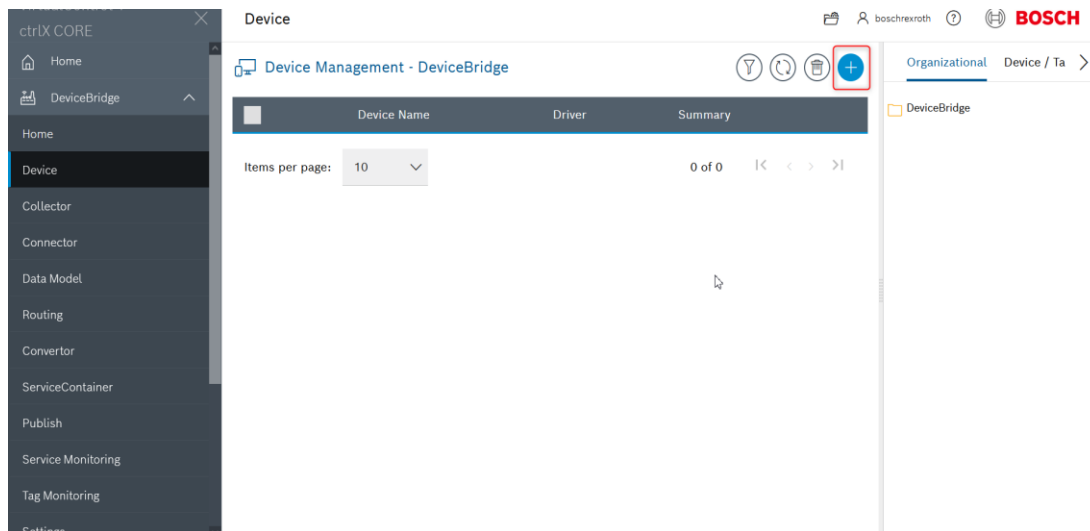 ctrlX CORE
Home
DeviceBridge
Home
Device
Collector
Connector
Data Model
Routing
Convertor
ServiceContainer
Publish
Service Monitoring
Tag Monitoring
Settings
Device
boschrexroth
BOSCH
Device Management - DeviceBridge
Device Name Driver Summary
Items per page: 10 0 of 0
Organizational Device / Ta
DeviceBridge